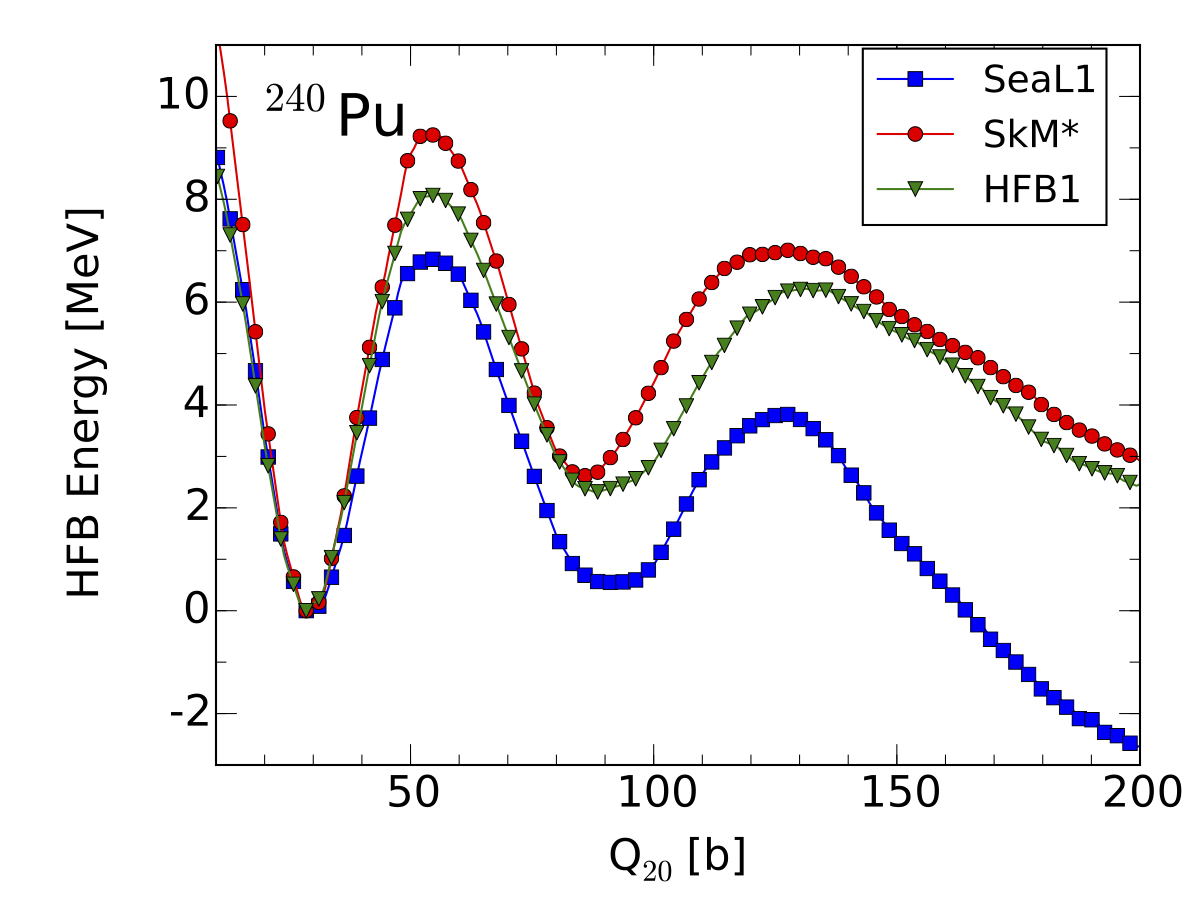 ²⁴⁰Pu
SeaL1
SkM*
HFB1
HFB Energy [MeV]
10
8
6
4
2
0
-2
50 100 150 200
Q₂₀ [b]